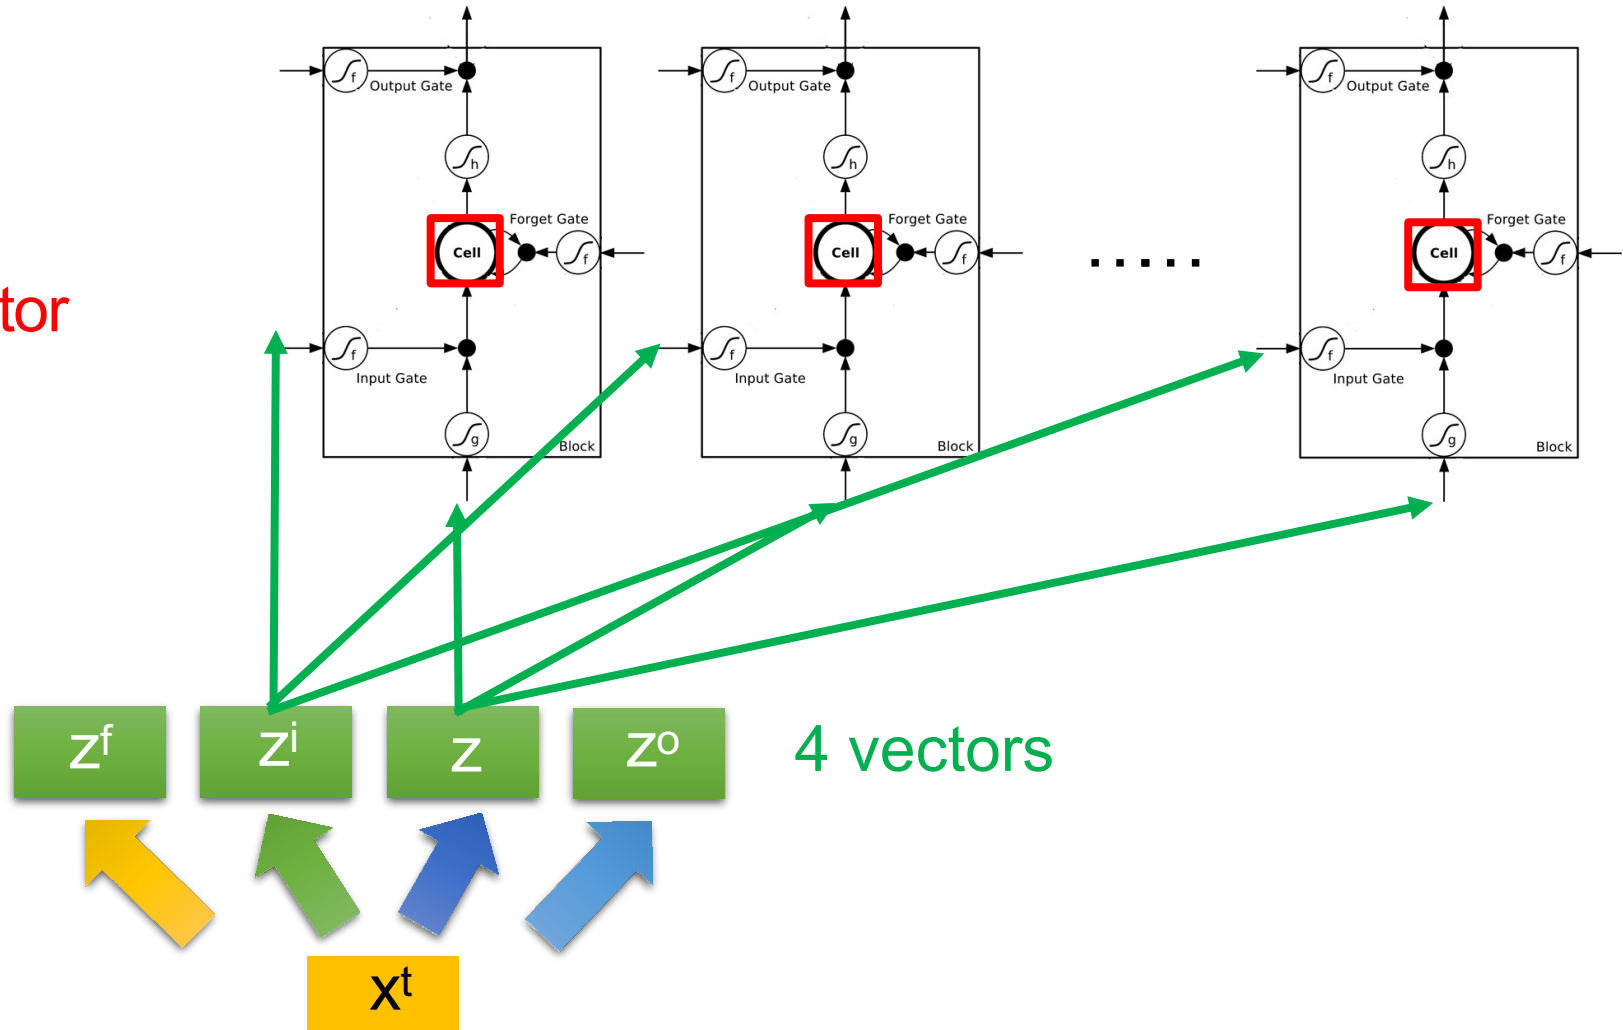 f Output Gate
f Output Gate
f Output Gate
h
h
h
Forget Gate
Forget Gate
Forget Gate
Cell f
Cell f
. . . . .
Cell f
tor
f
f
f
Input Gate
Input Gate
Input Gate
g
g
g
Block
Block
Block
zᶠ zⁱ z zᵒ 4 vectors
xᵗ